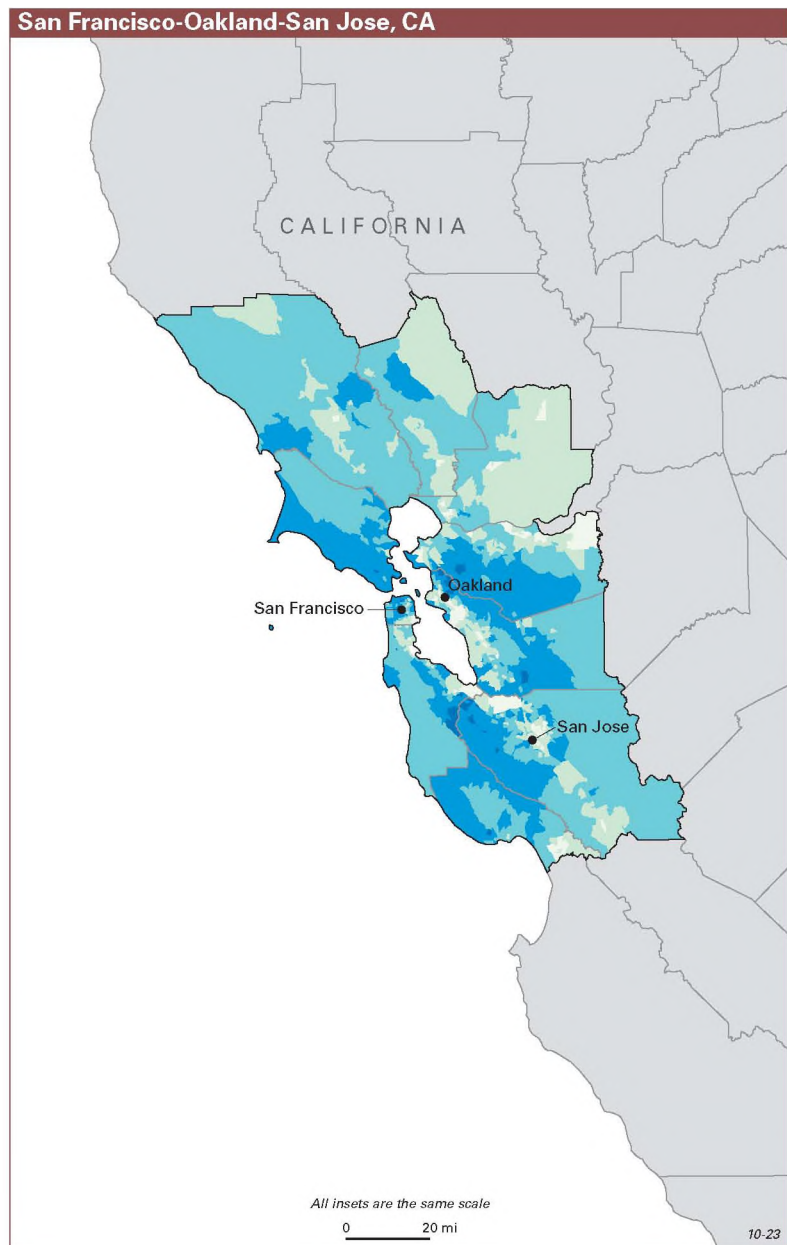 San Francisco-Oakland-San Jose, CA
CALIFORNIA
Oakland
San Francisco
San Jose
All insets are the same scale
0 20 mi
10-23